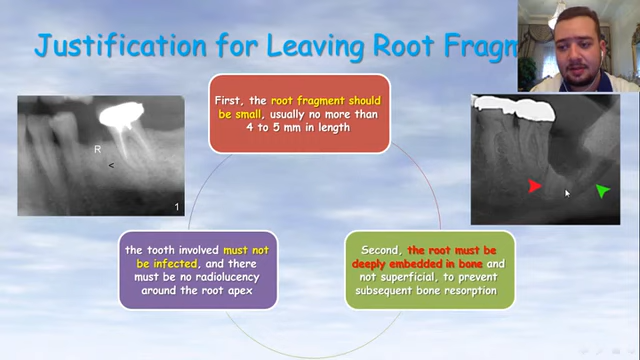 Justification for Leaving Root Fragm
First, the root fragment should
be small, usually no more than
4 to 5 mm in length
R
<
1
the tooth involved must not
be infected, and there
must be no radiolucency
around the root apex
Second, the root must be
deeply embedded in bone and
not superficial, to prevent
subsequent bone resorption